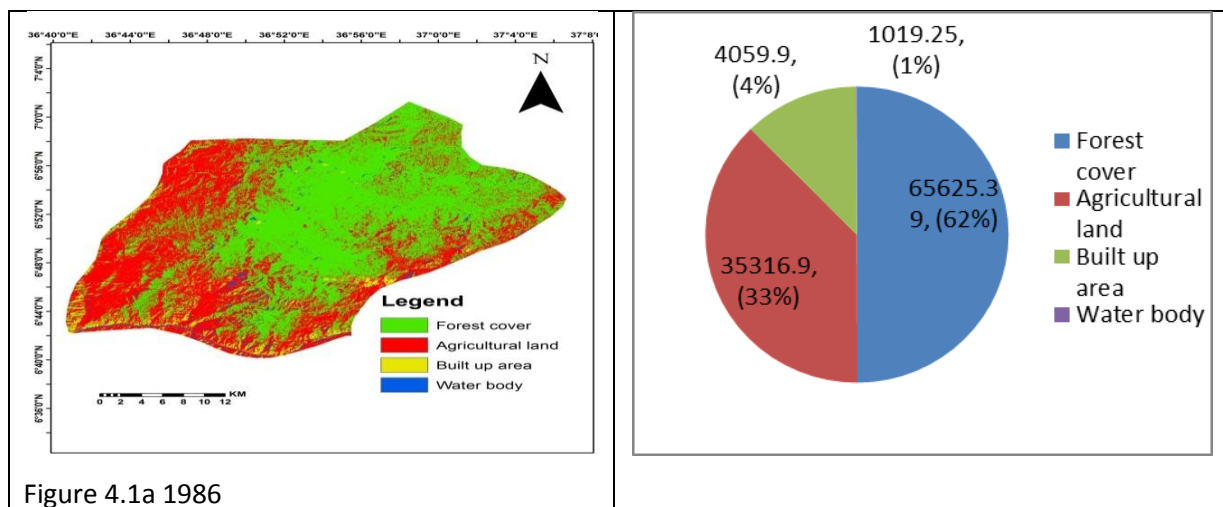 36°40'0"E 36°44'0"E 36°48'0"E 36°52'0"E 36°56'0"E 37°0'0"E 37°4'0"E
7°4'0"N
7°0'0"N
6°56'0"N
6°52'0"N
6°48'0"N
6°44'0"N
6°40'0"N
6°36'0"N
N
Legend
Forest cover
Agricultural land
Built up area
Water body
KM
0 2 4 6 8 10 12
Figure 4.1a 1986
1019.25,
(1%)
4059.9,
(4%)
65625.3
9, (62%)
35316.9,
(33%)
Forest
cover
Agricultural
land
Built up
area
Water body